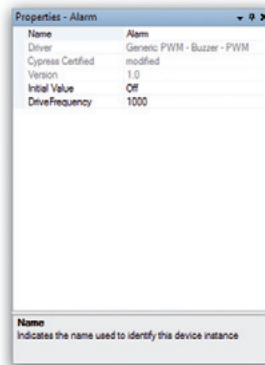 Properties - Alarm
Name Alarm
Driver Generic PWM - Buzzer - PWM
Cypress Certified modified
Version 1.0
Initial Value Off
DriveFrequency 1000
Name
Indicates the name used to identify this device instance